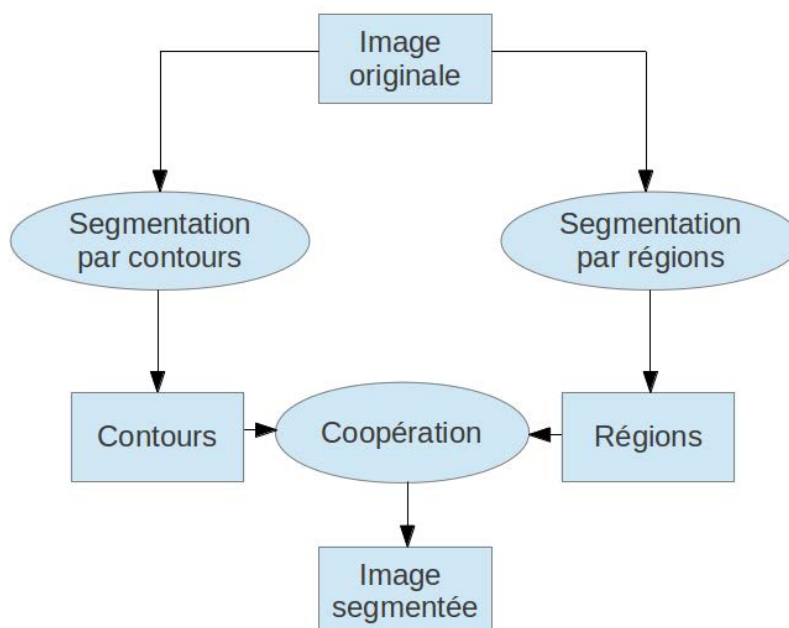 Image
originale
Segmentation
par contours
Segmentation
par régions
Contours
Coopération
Régions
Image
segmentée